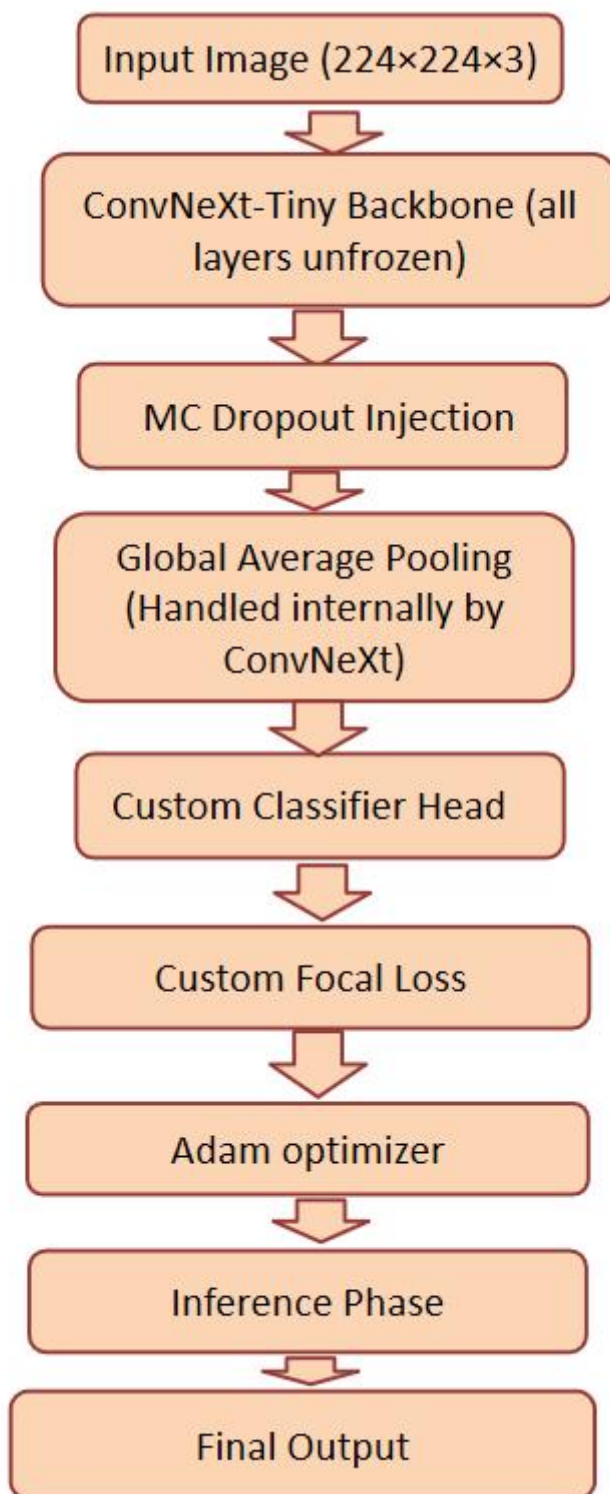 Input Image (224×224×3)
ConvNeXt-Tiny Backbone (all
layers unfrozen)
MC Dropout Injection
Global Average Pooling
(Handled internally by
ConvNeXt)
Custom Classifier Head
Custom Focal Loss
Adam optimizer
Inference Phase
Final Output